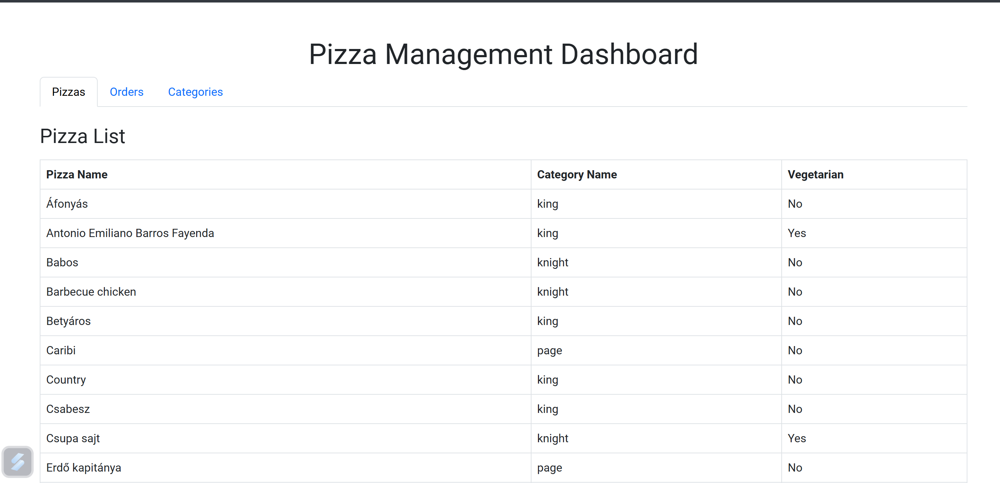 Pizza Management Dashboard
Pizzas Orders Categories
Pizza List
Pizza Name Category Name Vegetarian
Áfonyás king No
Antonio Emiliano Barros Fayenda king Yes
Babos knight No
Barbecue chicken knight No
Betyáros king No
Caribi page No
Country king No
Csabesz king No
Csupa sajt knight Yes
Erdő kapitánya page No